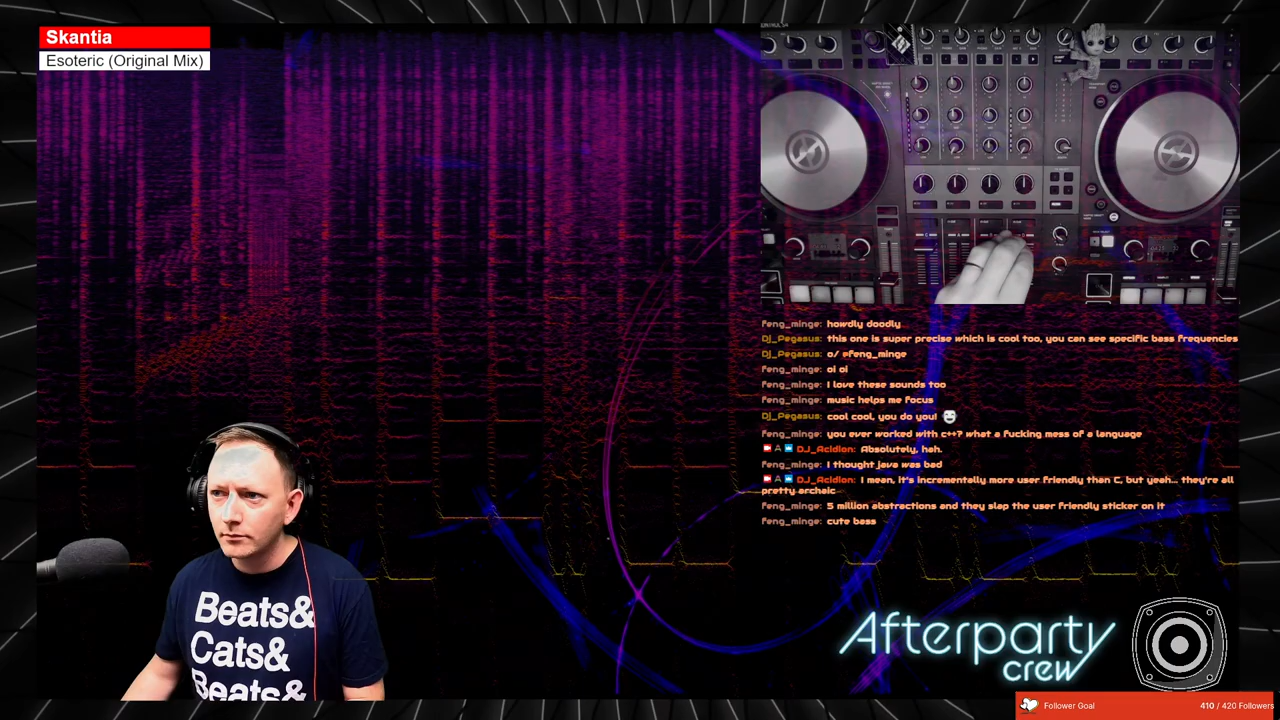 Skantia
Esoteric (Original Mix)
Feng_minge: howdly doodly
Dj_Pegasus: this one is super precise which is cool too, you can see specific bass frequencies
Dj_Pegasus: o/ @feng_minge
Feng_minge: oi oi
Feng_minge: I love these sounds too
Feng_minge: music helps me focus
Dj_Pegasus: cool cool, you do you!
Feng_minge: you ever worked with c++? what a fucking mess of a language
A DJ_Acidion: Absolutely, hah.
Feng_minge: I thought java was bad
A DJ_Acidion: I mean, it's incrementally more user friendly than C, but yeah... they're all
pretty archaic
Feng_minge: 5 million abstractions and they slap the user friendly sticker on it
Feng_minge: cute bass
Beats&
Cats&
Beats&
Afterparty
crew
Follower Goal
410 / 420 Followers